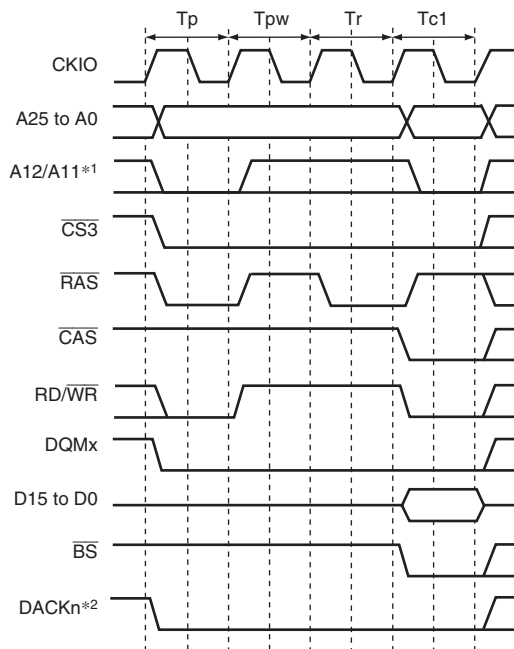 Tp Tpw Tr Tc1
CKIO
A25 to A0
A12/A11*1
CS3
RAS
CAS
RD/WR
DQMx
D15 to D0
BS
DACKn*2